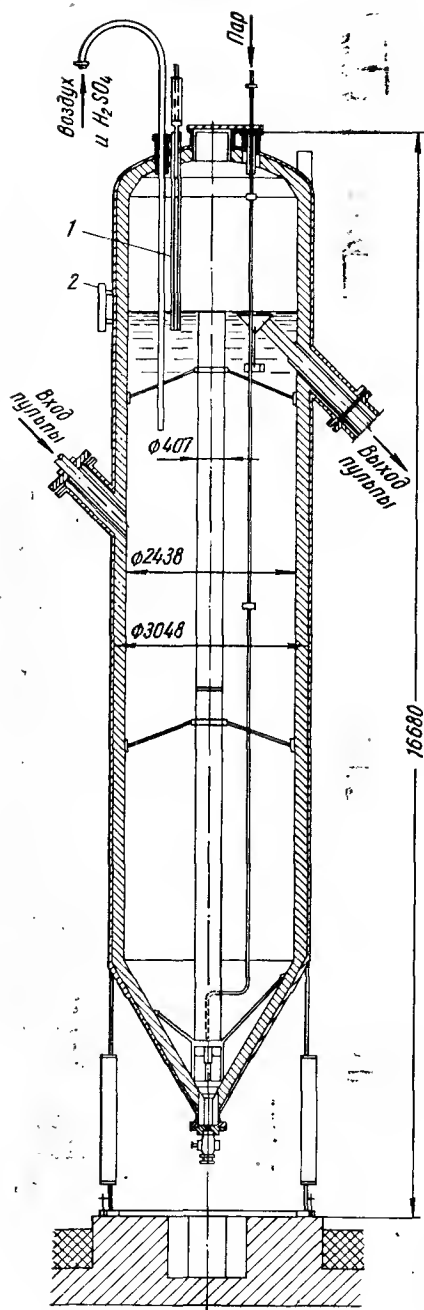 Пар
Воздух
и H₂SO₄
1
2
Вход
пульпы
Ф407
Выход
пульпы
Ф2438
Ф3048
16680